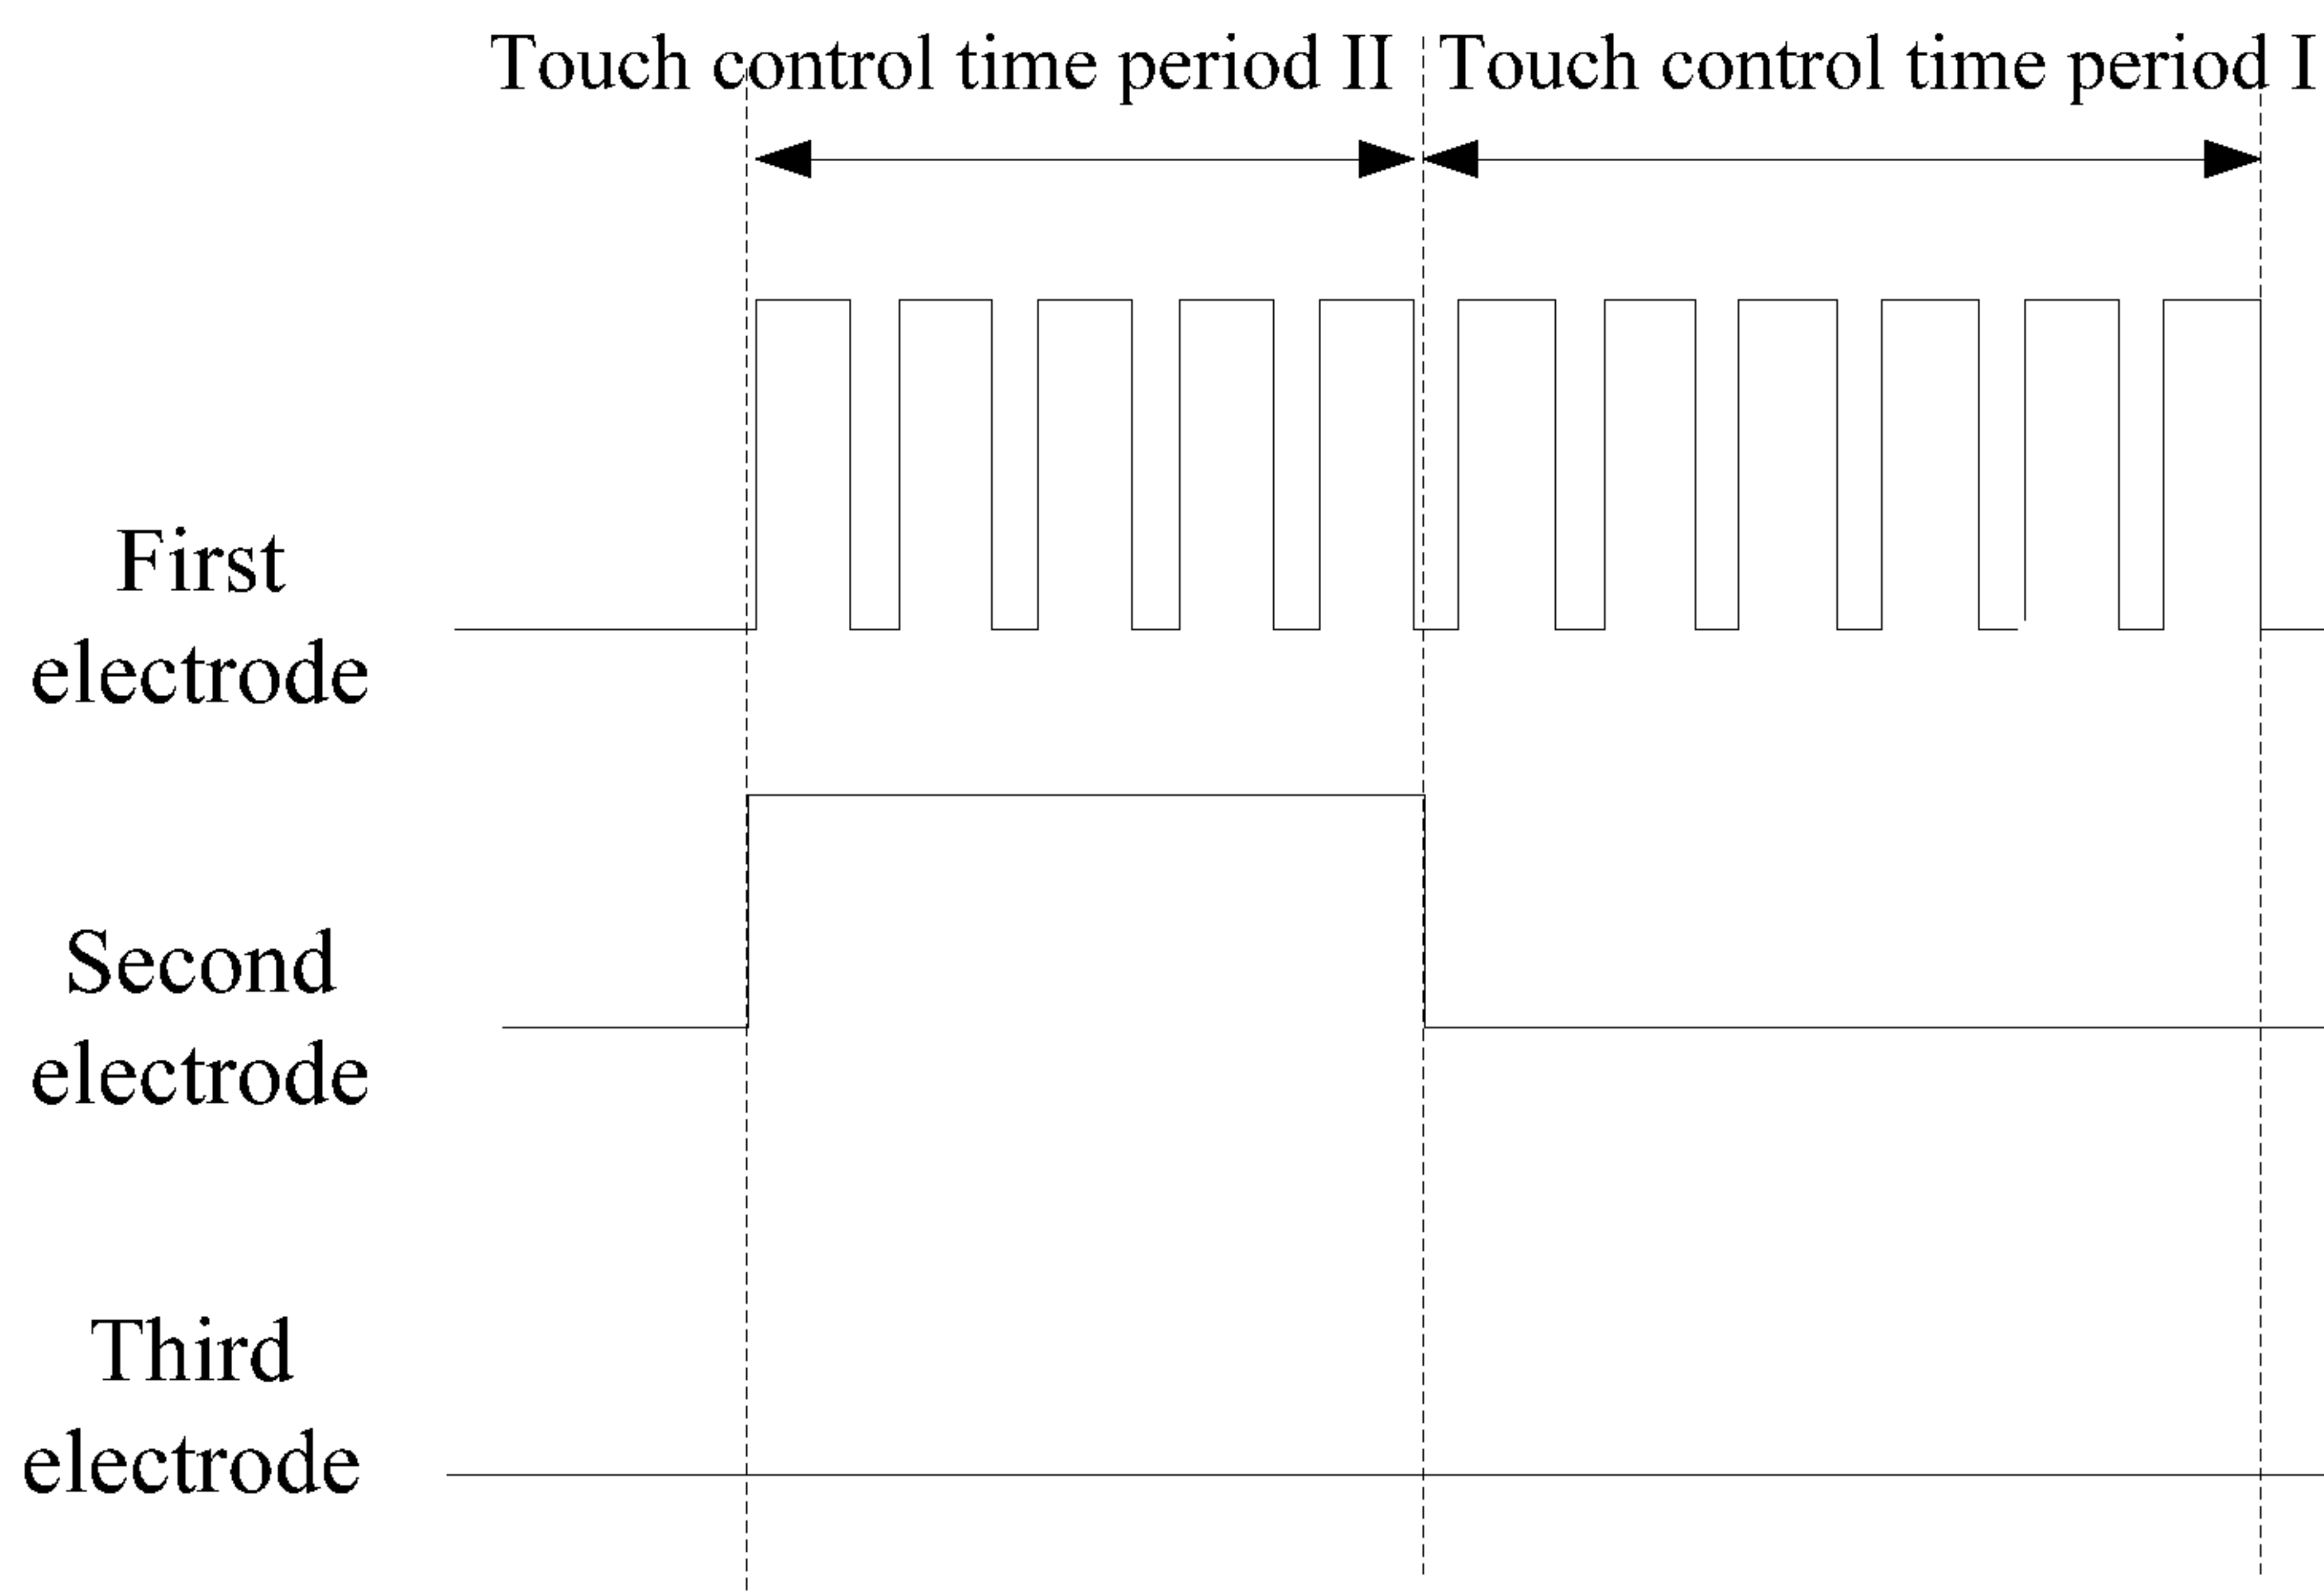 Touch control time period II
Touch control time period I
First
electrode
Second
electrode
Third
electrode